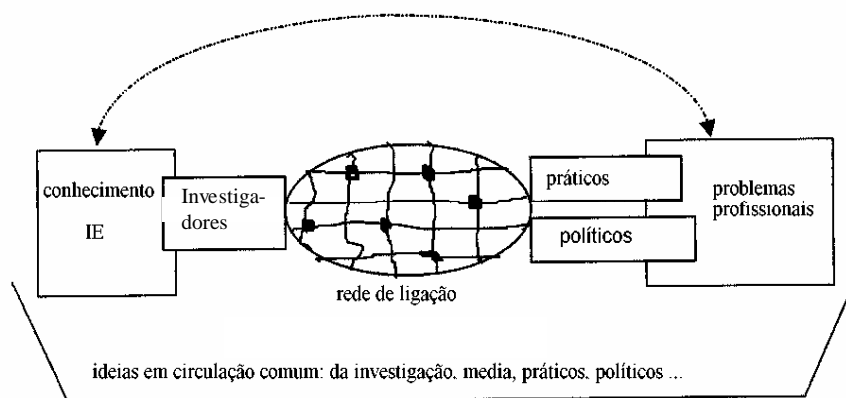 conhecimento
IE
Investiga-
dores
práticos
políticos
problemas
profissionais
rede de ligação
ideias em circulação comum: da investigação. media, práticos. políticos ...